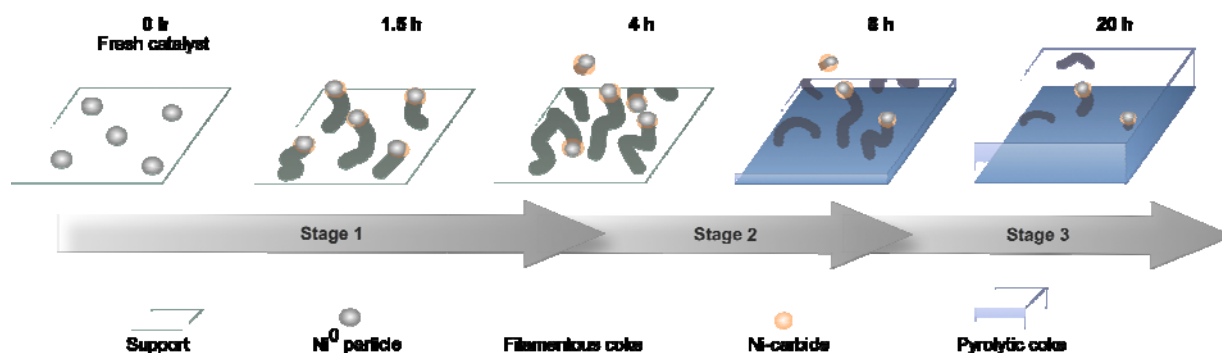 0 h
1.5 h
4 h
8 h
20 h
Fresh catalyst
Stage 1
Stage 2
Stage 3
Support
Ni⁰ particle
Filamentous coke
Ni-carbide
Pyrolytic coke